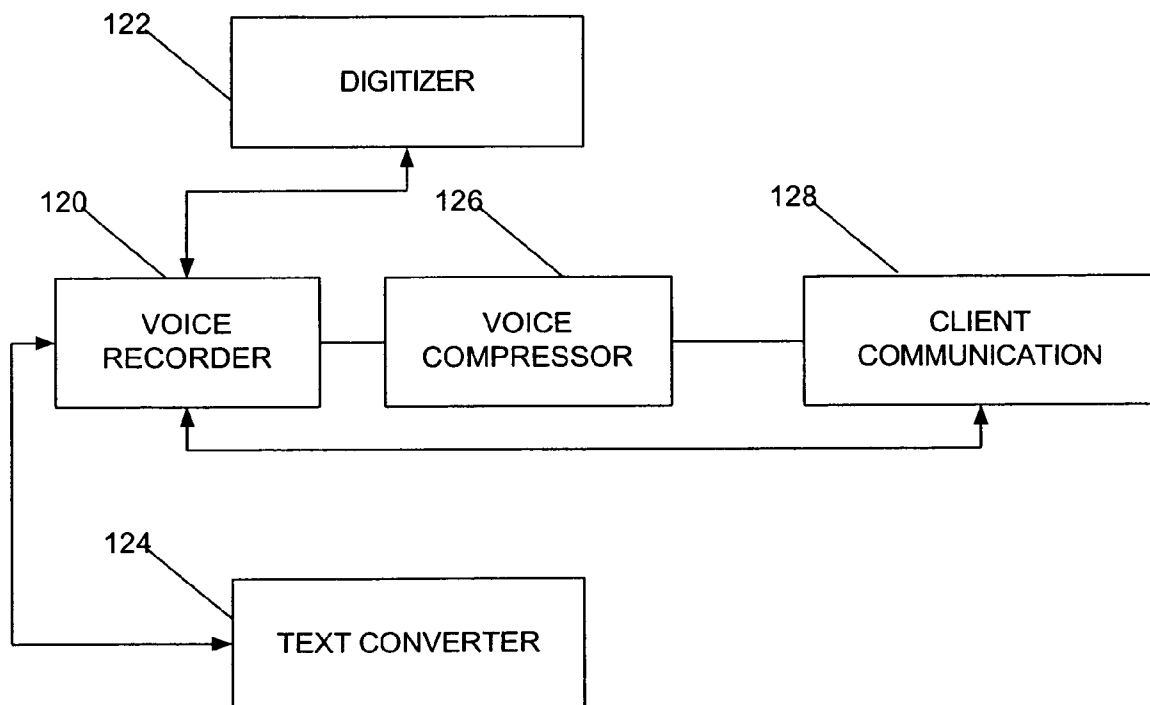 122
DIGITIZER
120
126
128
VOICE
RECORDER
VOICE
COMPRESSOR
CLIENT
COMMUNICATION
124
TEXT CONVERTER